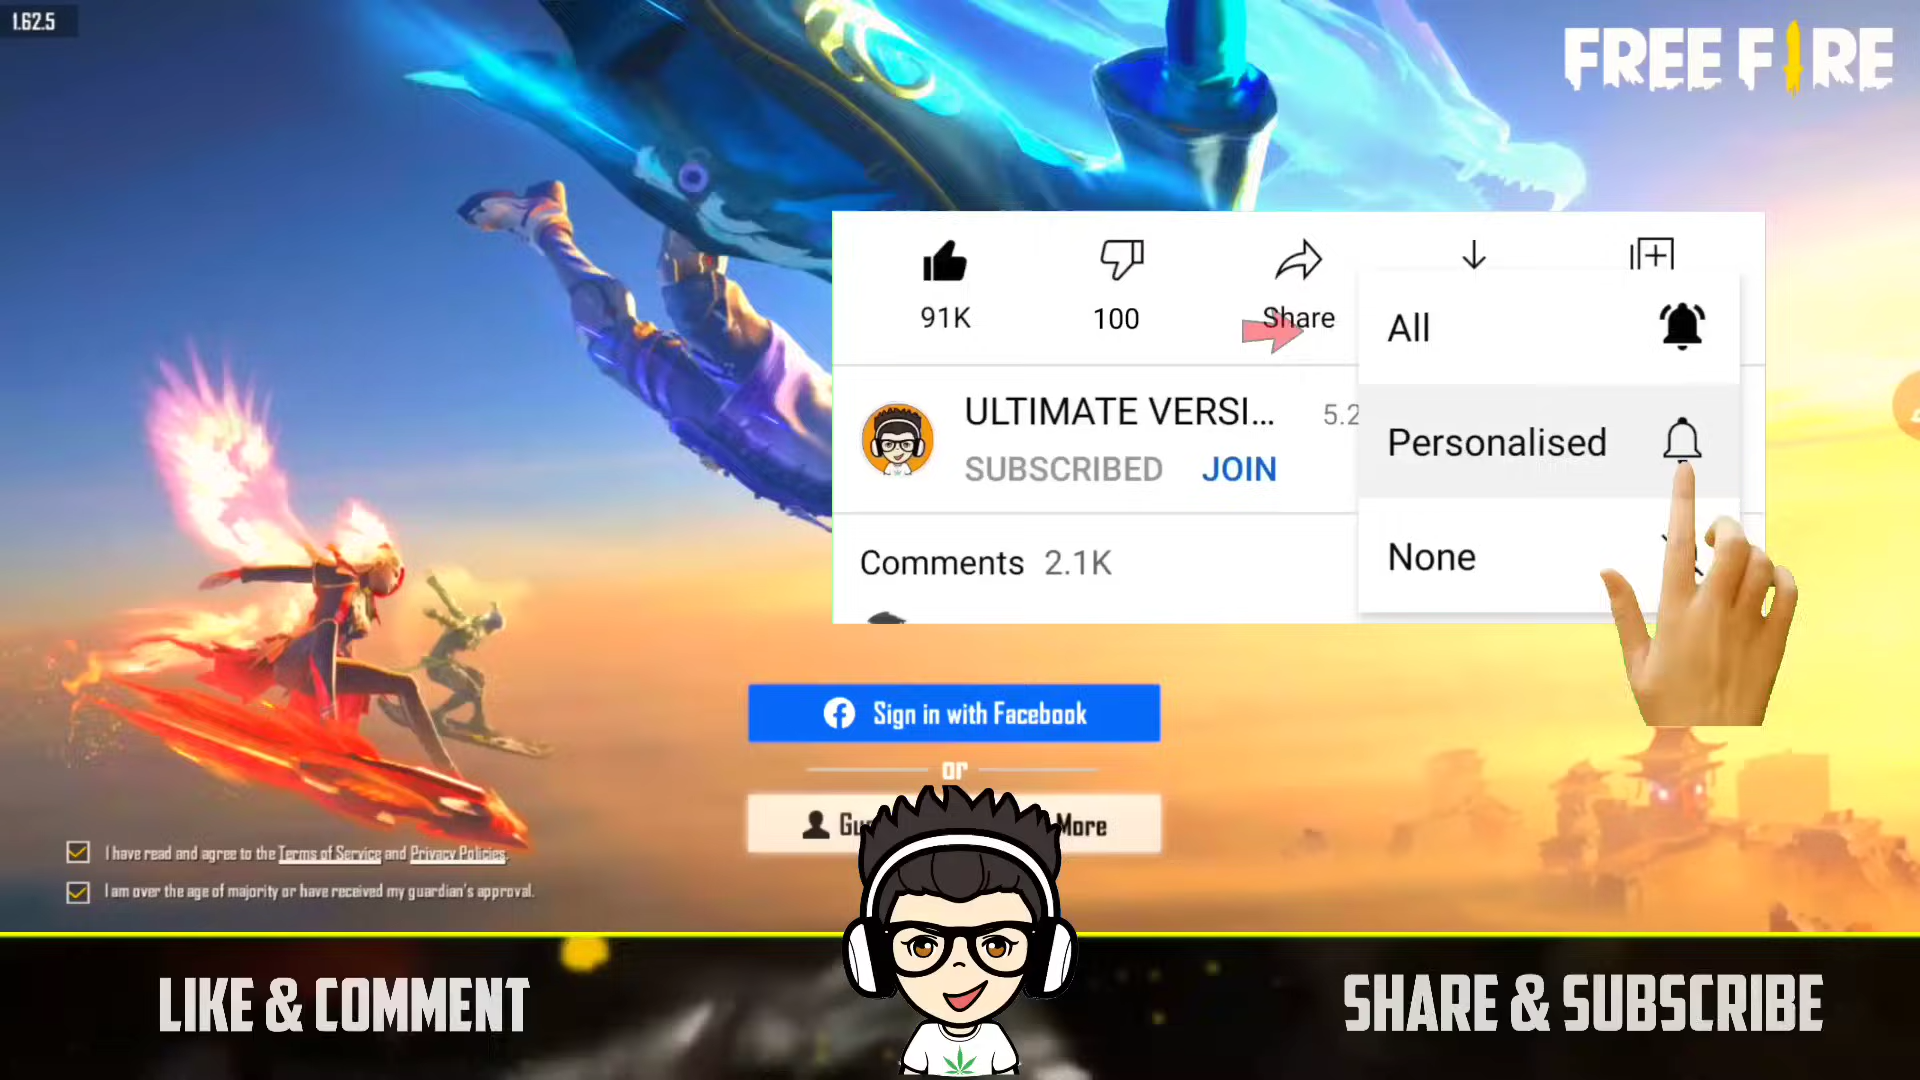 1.62.5
FREE FIRE
91K
100
Share
All
ULTIMATE VERSI...
5.2
Personalised
SUBSCRIBED JOIN
Comments 2.1K
None
Sign in with Facebook
or
More
I have read and agree to the Terms of Service and Privacy Policies.
I am over the age of majority or have received my guardian's approval.
LIKE & COMMENT
SHARE & SUBSCRIBE